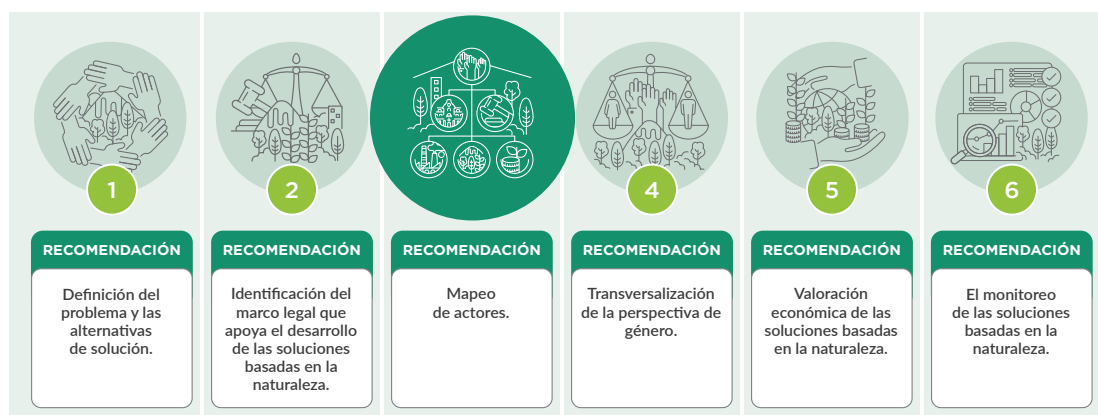 1
RECOMENDACIÓN
Definición del
problema y las
alternativas
de solución.
2
RECOMENDACIÓN
Identificación del
marco legal que
apoya el desarrollo
de las soluciones
basadas en la
naturaleza.
RECOMENDACIÓN
Mapeo
de actores.
4
RECOMENDACIÓN
Transversalización
de la perspectiva de
género.
5
RECOMENDACIÓN
Valoración
económica de las
soluciones basadas
en la naturaleza.
6
RECOMENDACIÓN
El monitoreo
de las soluciones
basadas en la
naturaleza.